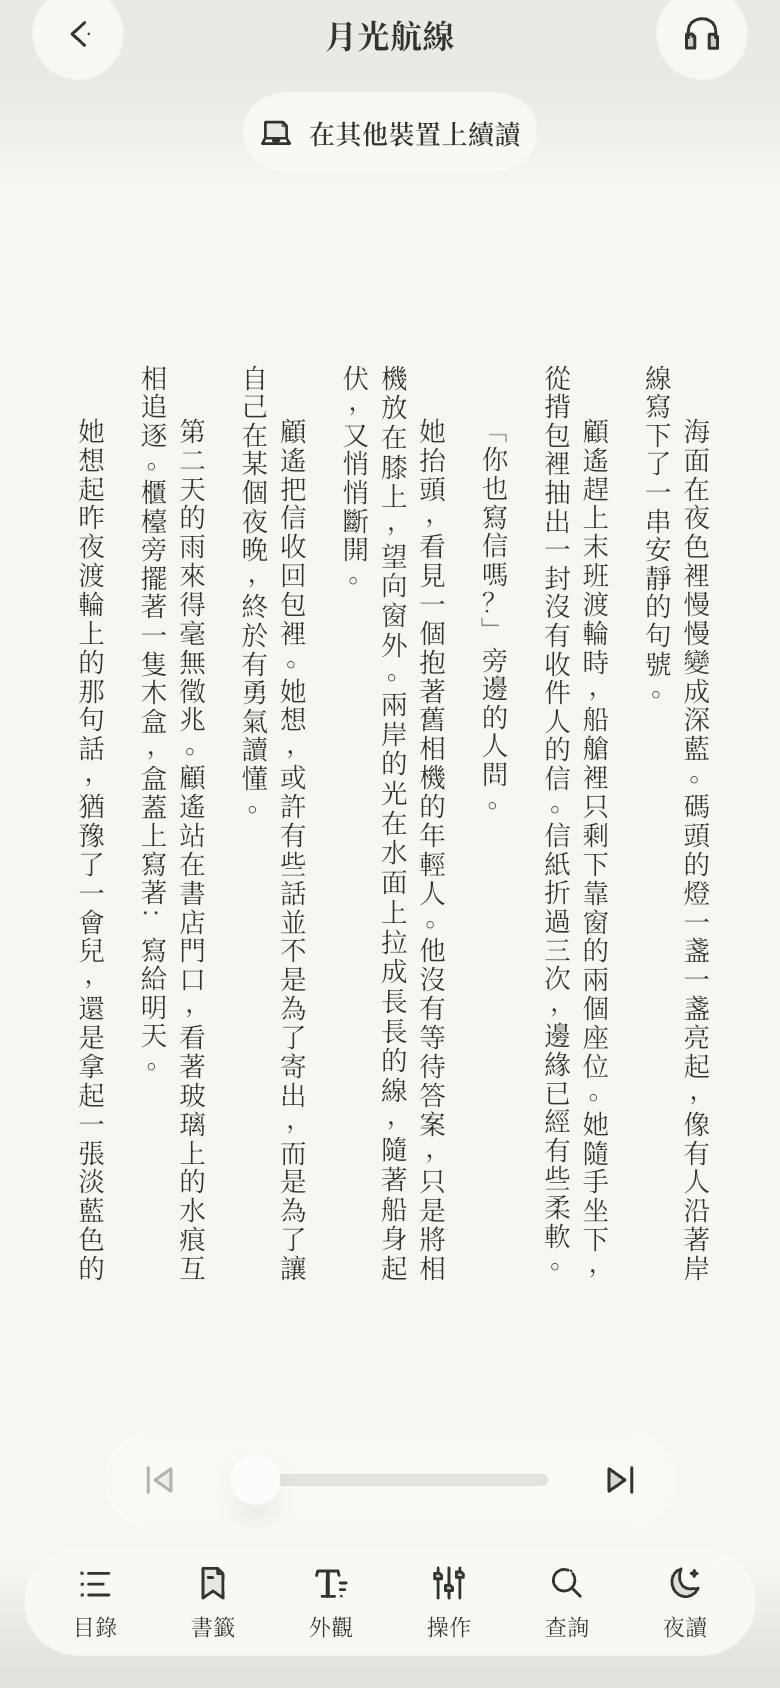 月光航線
在其他裝置上續讀
海面在夜色裡慢慢變成深藍。碼頭的燈一盞一盞亮起，像有人沿著岸
線寫下了一串安靜的句號。
顧遙趕上末班渡輪時，船艙裡只剩下靠窗的兩個座位。她隨手坐下，
從揹包裡抽出一封沒有收件人的信。信紙折過三次，邊緣已經有些柔軟。
「你也寫信嗎？」旁邊的人問。
她抬頭，看見一個抱著舊相機的年輕人。他沒有等待答案，只是將相
機放在膝上，望向窗外。兩岸的光在水面上拉成長長的線，隨著船身起
伏，又悄悄斷開。
顧遙把信收回包裡。她想，或許有些話並不是為了寄出，而是為了讓
自己在某個夜晚，終於有勇氣讀懂。
第二天的雨來得毫無徵兆。顧遙站在書店門口，看著玻璃上的水痕互
相追逐。櫃檯旁擺著一隻木盒，盒蓋上寫著：寫給明天。
她想起昨夜渡輪上的那句話，猶豫了一會兒，還是拿起一張淡藍色的
目錄
書籤
外觀
操作
查詢
夜讀